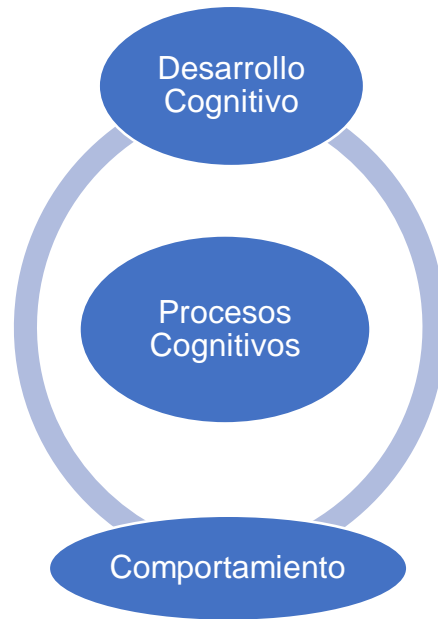 Desarrollo
Cognitivo
Procesos
Cognitivos
Comportamiento